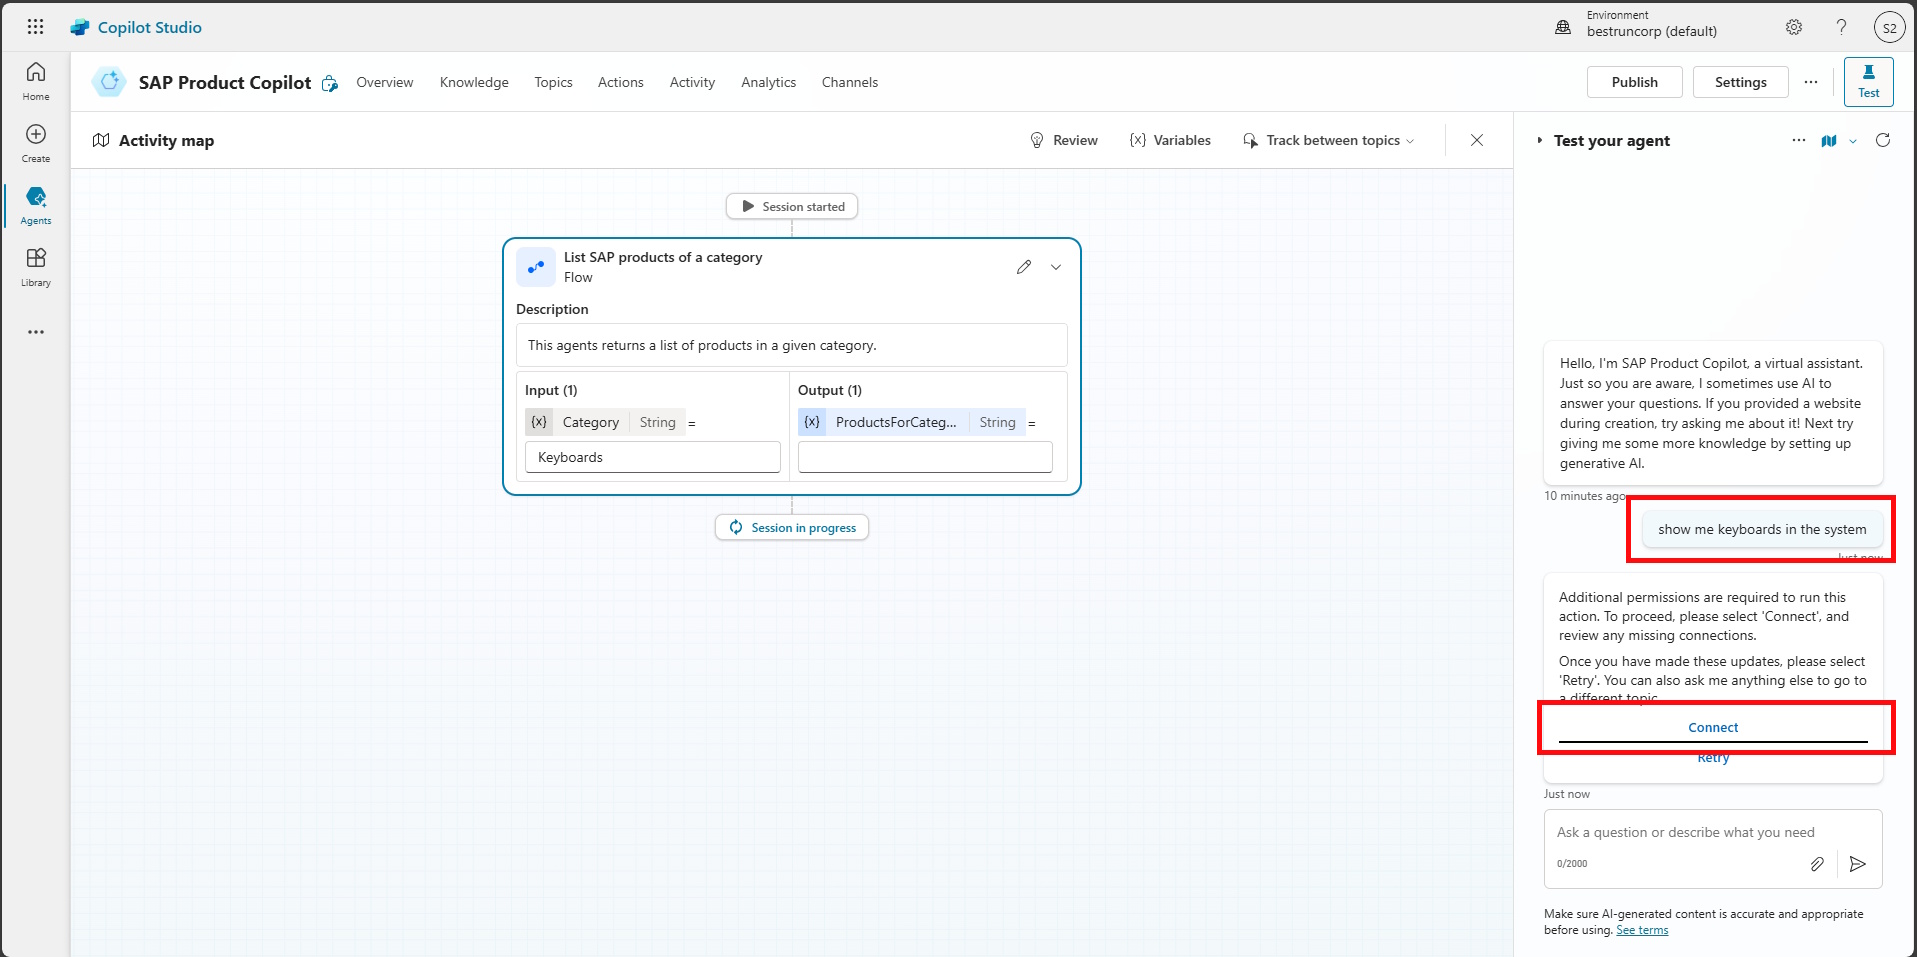 Copilot Studio
Environment
bestruncorp (default)
S2
Home
Create
Agents
Library
SAP Product Copilot
Overview
Knowledge
Topics
Actions
Activity
Analytics
Channels
Publish
Settings
Test
Activity map
Review
{x} Variables
Track between topics
Session started
List SAP products of a category
Flow
Description
This agents returns a list of products in a given category.
Input (1)
{x} Category String =
Keyboards
Output (1)
{x} ProductsForCateg... String =
Session in progress
Test your agent
Hello, I'm SAP Product Copilot, a virtual assistant.
Just so you are aware, I sometimes use AI to
answer your questions. If you provided a website
during creation, try asking me about it! Next try
giving me some more knowledge by setting up
generative AI.
10 minutes ago
show me keyboards in the system
Just now
Additional permissions are required to run this
action. To proceed, please select 'Connect', and
review any missing connections.
Once you have made these updates, please select
'Retry'. You can also ask me anything else to go to
a different topic.
Connect
Retry
Just now
Ask a question or describe what you need
0/2000
Make sure AI-generated content is accurate and appropriate
before using. See terms